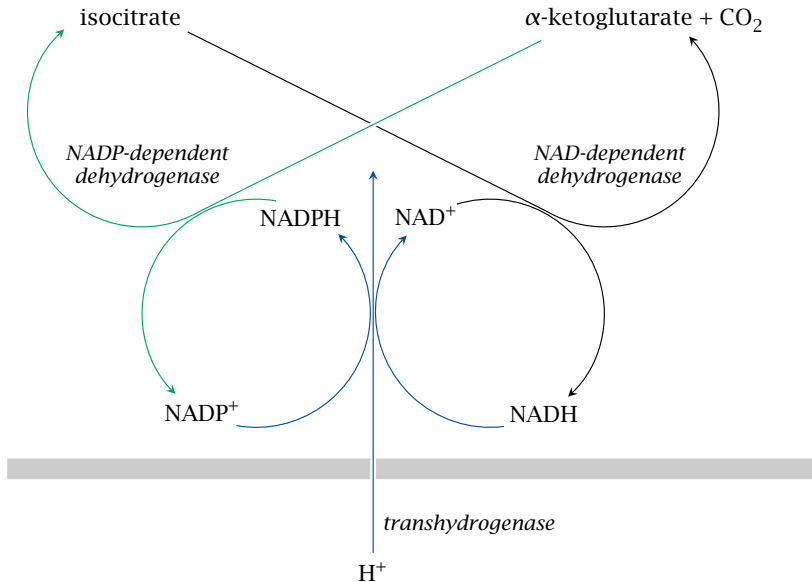 isocitrate
α-ketoglutarate + CO₂
NADP-dependent
dehydrogenase
NAD-dependent
dehydrogenase
NADPH
NAD⁺
NADP⁺
NADH
transhydrogenase
H⁺